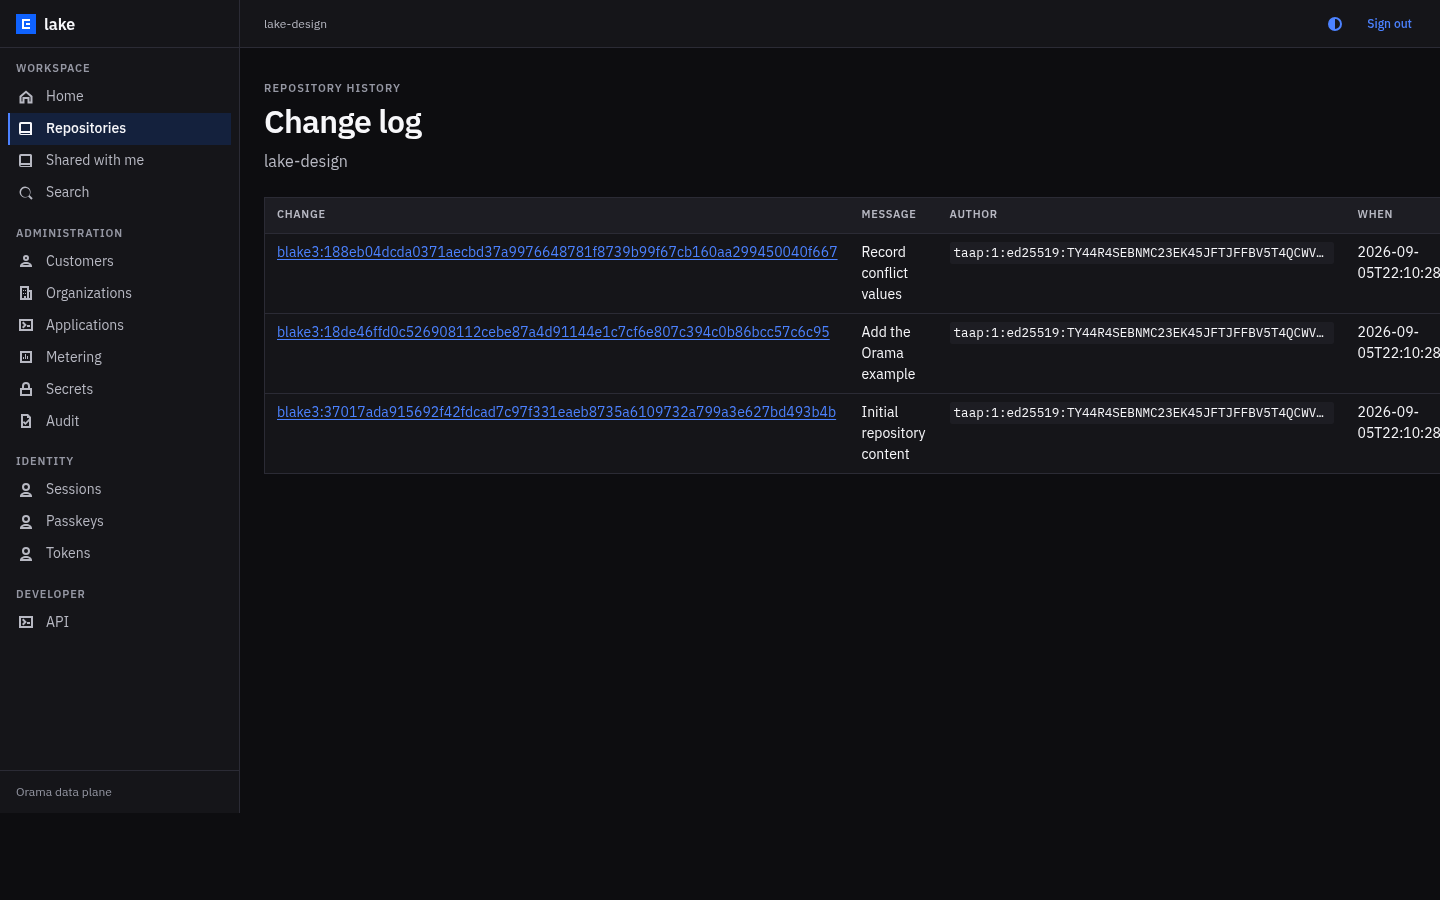 lake
lake-design
Sign out
WORKSPACE
Home
Repositories
Shared with me
Search
ADMINISTRATION
Customers
Organizations
Applications
Metering
Secrets
Audit
IDENTITY
Sessions
Passkeys
Tokens
DEVELOPER
API
Orama data plane
REPOSITORY HISTORY
Change log
lake-design
CHANGE MESSAGE AUTHOR WHEN
blake3:188eb04dcda0371aecbd37a9976648781f8739b99f67cb160aa299450040f667 Record taap:1:ed25519:TY44R4SEBNMC23EK45JFTJFFBV5T4QCWV… 2026-09-
conflict 05T22:10:28
values
blake3:18de46ffd0c526908112cebe87a4d91144e1c7cf6e807c394c0b86bcc57c6c95 Add the taap:1:ed25519:TY44R4SEBNMC23EK45JFTJFFBV5T4QCWV… 2026-09-
Orama 05T22:10:28
example
blake3:37017ada915692f42fdcad7c97f331eaeb8735a6109732a799a3e627bd493b4b Initial taap:1:ed25519:TY44R4SEBNMC23EK45JFTJFFBV5T4QCWV… 2026-09-
repository 05T22:10:28
content